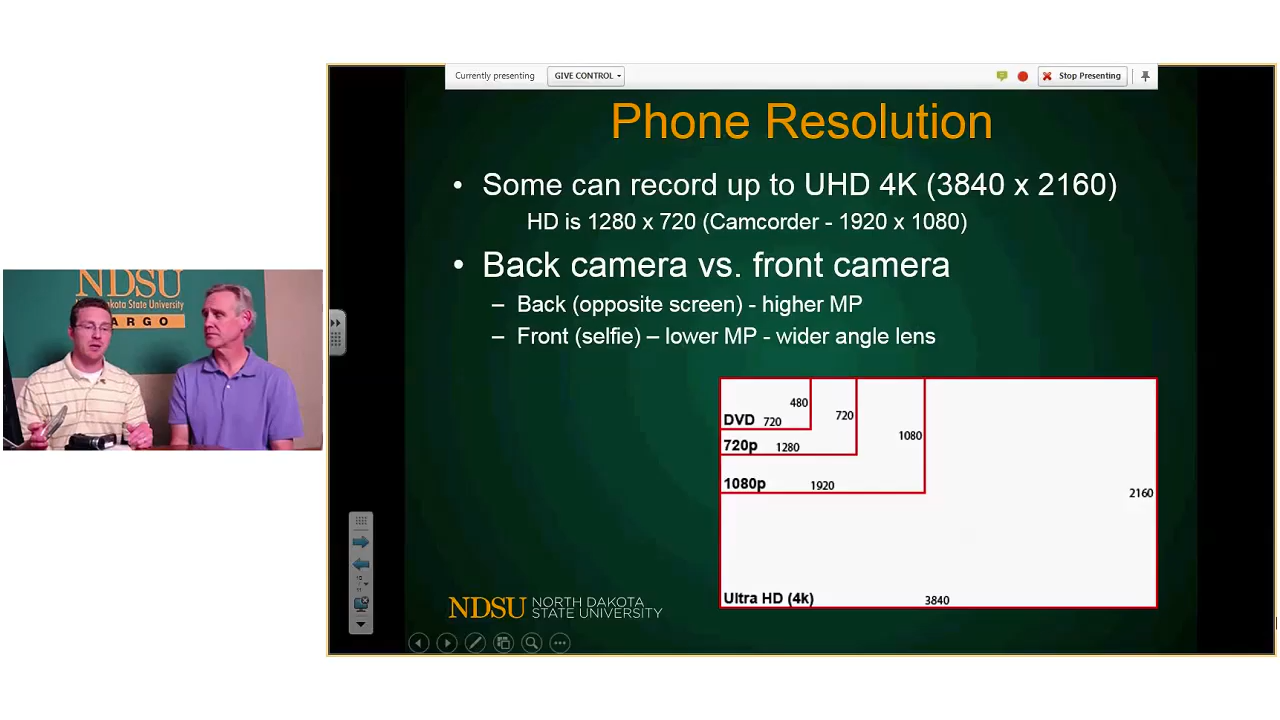 Currently presenting
GIVE CONTROL
Stop Presenting
Phone Resolution
• Some can record up to UHD 4K (3840 x 2160)
HD is 1280 x 720 (Camcorder - 1920 x 1080)
• Back camera vs. front camera
– Back (opposite screen) - higher MP
– Front (selfie) – lower MP - wider angle lens
480
DVD 720
720
720p 1280
1080
1080p 1920
2160
Ultra HD (4k) 3840
NDSU NORTH DAKOTA
STATE UNIVERSITY
NDSU
Dakota State University
ARGO